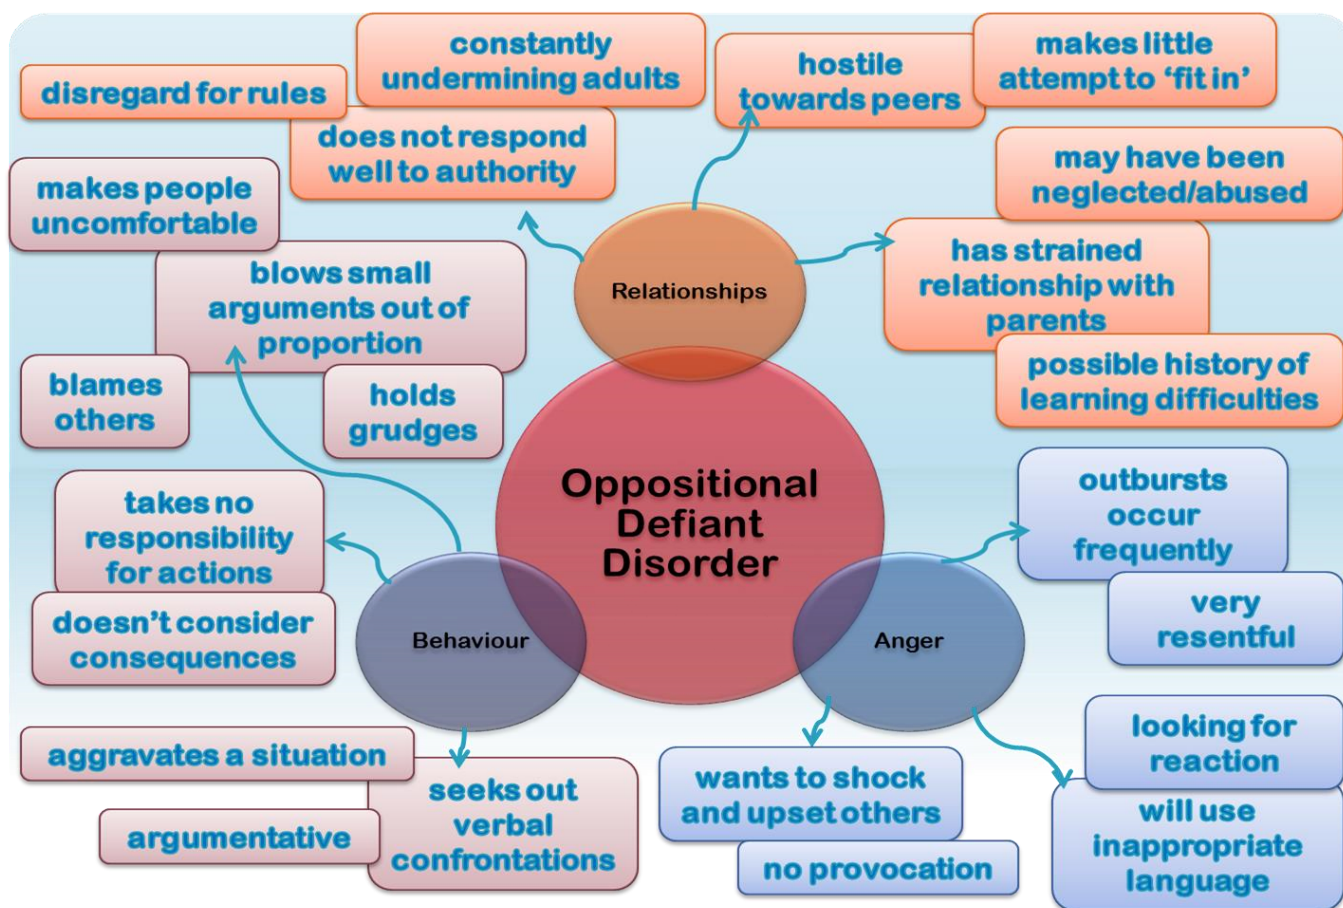 constantly
undermining adults
disregard for rules
does not respond
well to authority
hostile
towards peers
makes little
attempt to ‘fit in’
may have been
neglected/abused
has strained
relationship with
parents
possible history of
learning difficulties
Relationships
makes people
uncomfortable
blows small
arguments out of
proportion
blames
others
holds
grudges
Oppositional
Defiant
Disorder
takes no
responsibility
for actions
doesn’t consider
consequences
Behaviour
aggravates a situation
seeks out
verbal
confrontations
argumentative
Anger
outbursts
occur
frequently
very
resentful
wants to shock
and upset others
no provocation
looking for
reaction
will use
inappropriate
language